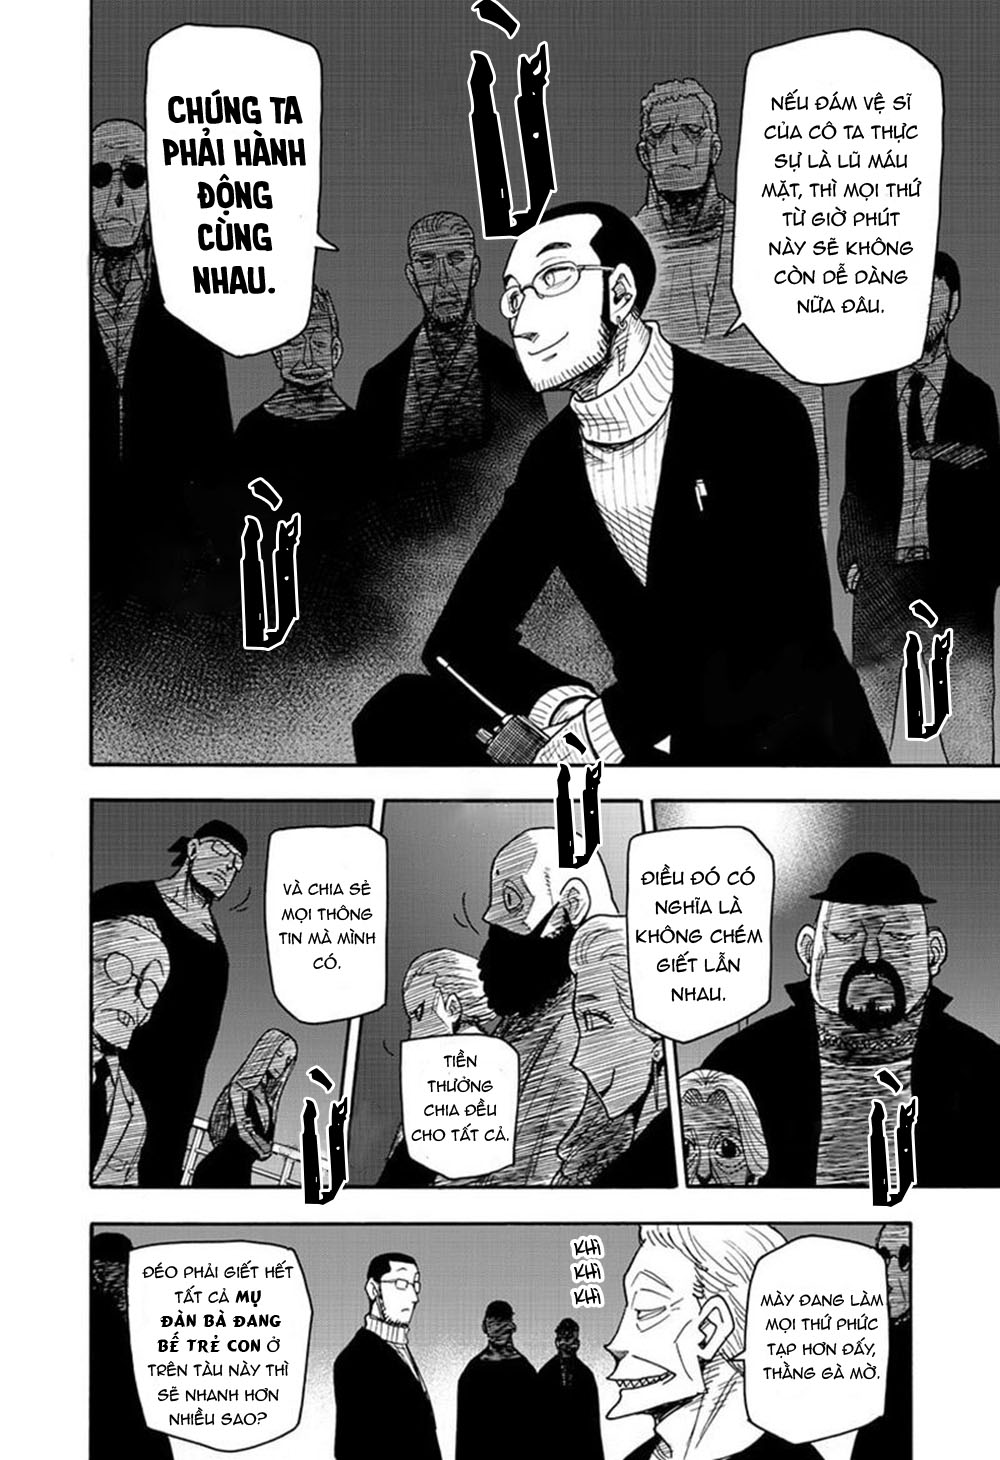 NẾU ĐÁM VỆ SĨ
CỦA CÔ TA THỰC
SỰ LÀ LŨ MÁU
MẶT, THÌ MỌI THỨ
TỪ GIỜ PHÚT
NÀY SẼ KHÔNG
CÒN DỄ DÀNG
NỮA ĐÂU.
Ù
CHÚNG TA
PHẢI HÀNH
ĐỘNG
CÙNG
NHAU.
Ù
Ù
Ù
ĐIỀU ĐÓ CÓ
NGHĨA LÀ
KHÔNG CHÉM
GIẾT LẪN
NHAU.
Ù
TIỀN
THƯỞNG
CHIA ĐỀU
CHO TẤT CẢ.
VÀ CHIA SẺ
MỌI THÔNG
TIN MÀ MÌNH
CÓ.
Ù
MÀY ĐANG LÀM
MỌI THỨ PHỨC
TẠP HƠN ĐẤY,
THẰNG GÀ MỜ.
KHÌ
KHÌ
KHÌ
ĐÉO PHẢI GIẾT HẾT
TẤT CẢ MỤ
ĐÀN BÀ ĐANG
BẾ TRẺ CON Ở
TRÊN TÀU NÀY THÌ
SẼ NHANH HƠN
NHIỀU SAO?